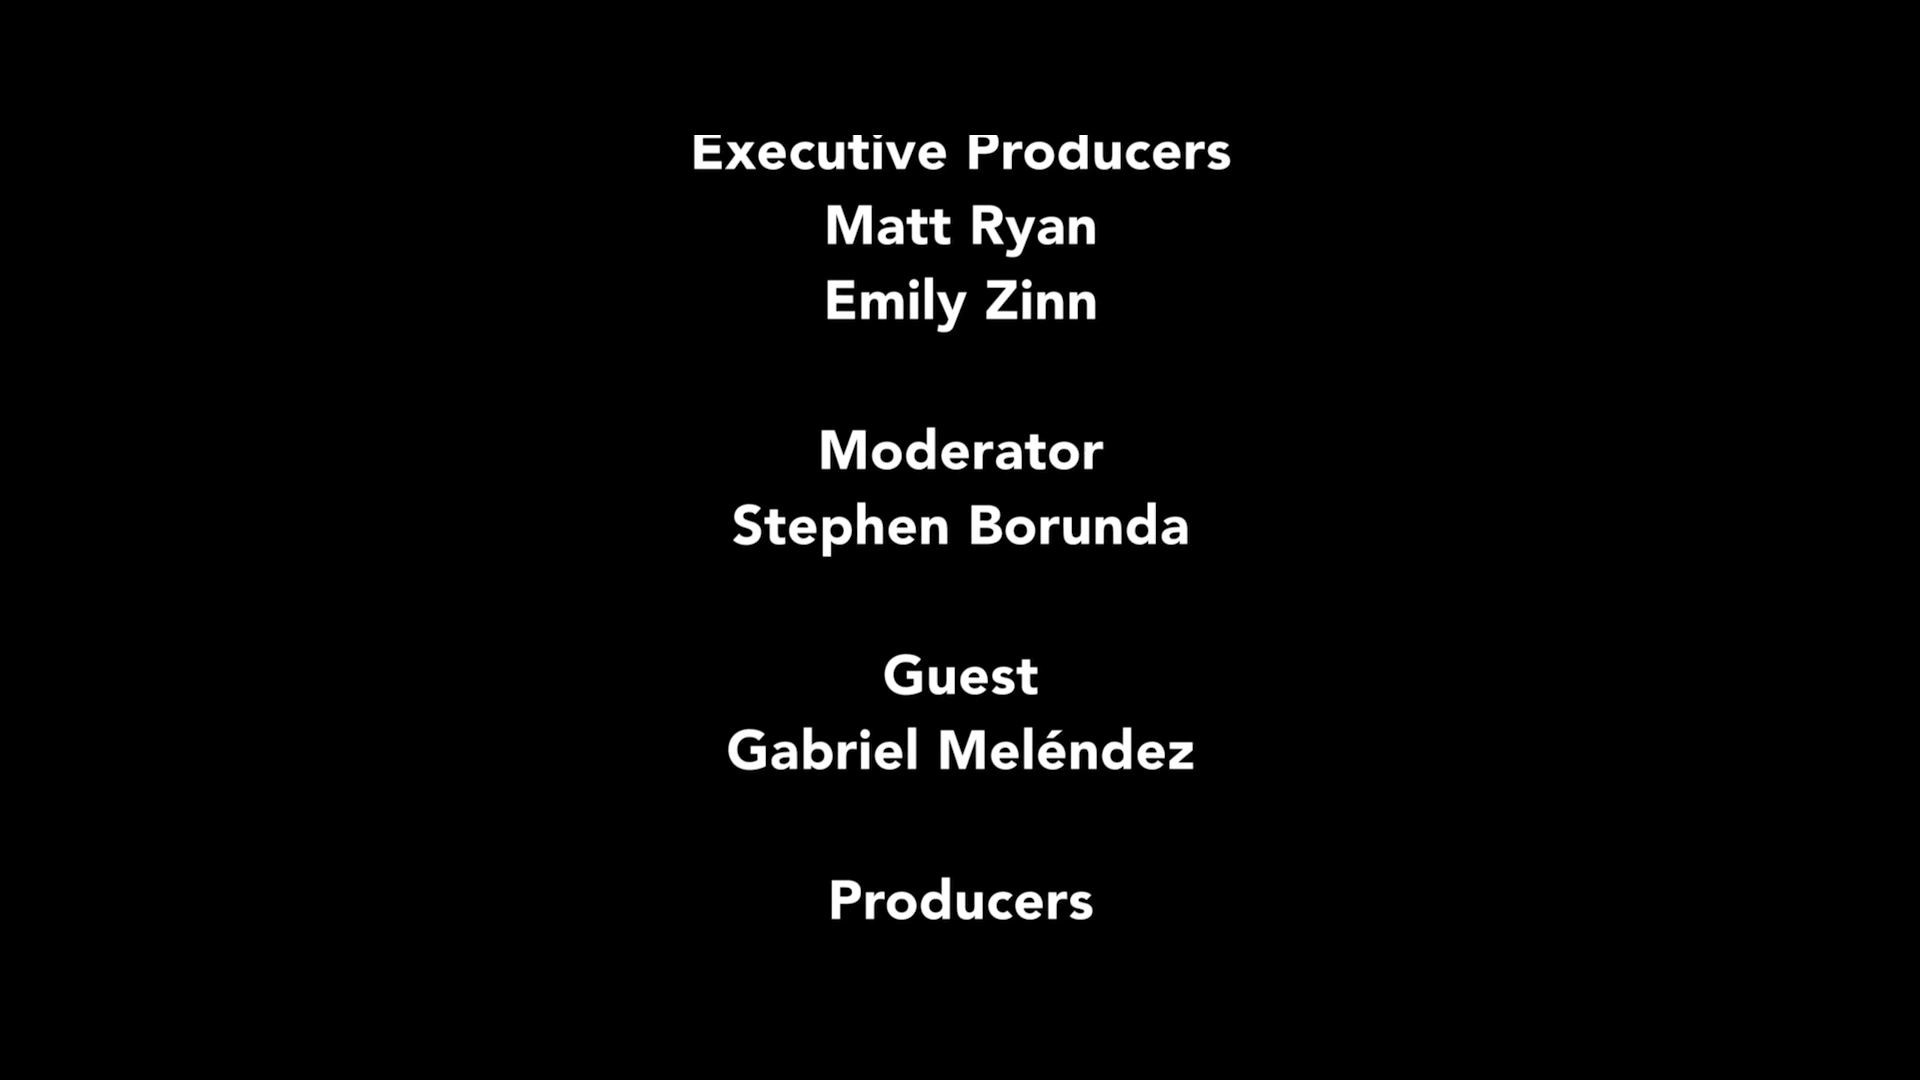 Executive Producers
Matt Ryan
Emily Zinn
Moderator
Stephen Borunda
Guest
Gabriel Meléndez
Producers